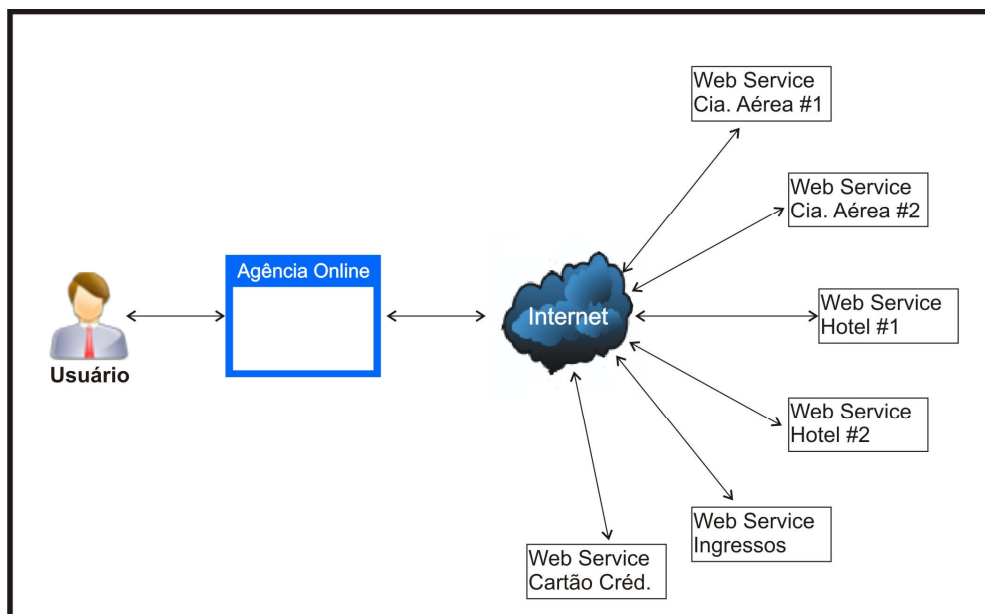 Web Service
Cia. Aérea #1
Web Service
Cia. Aérea #2
Agência Online
Internet
Web Service
Hotel #1
Usuário
Web Service
Hotel #2
Web Service
Ingressos
Web Service
Cartão Créd.